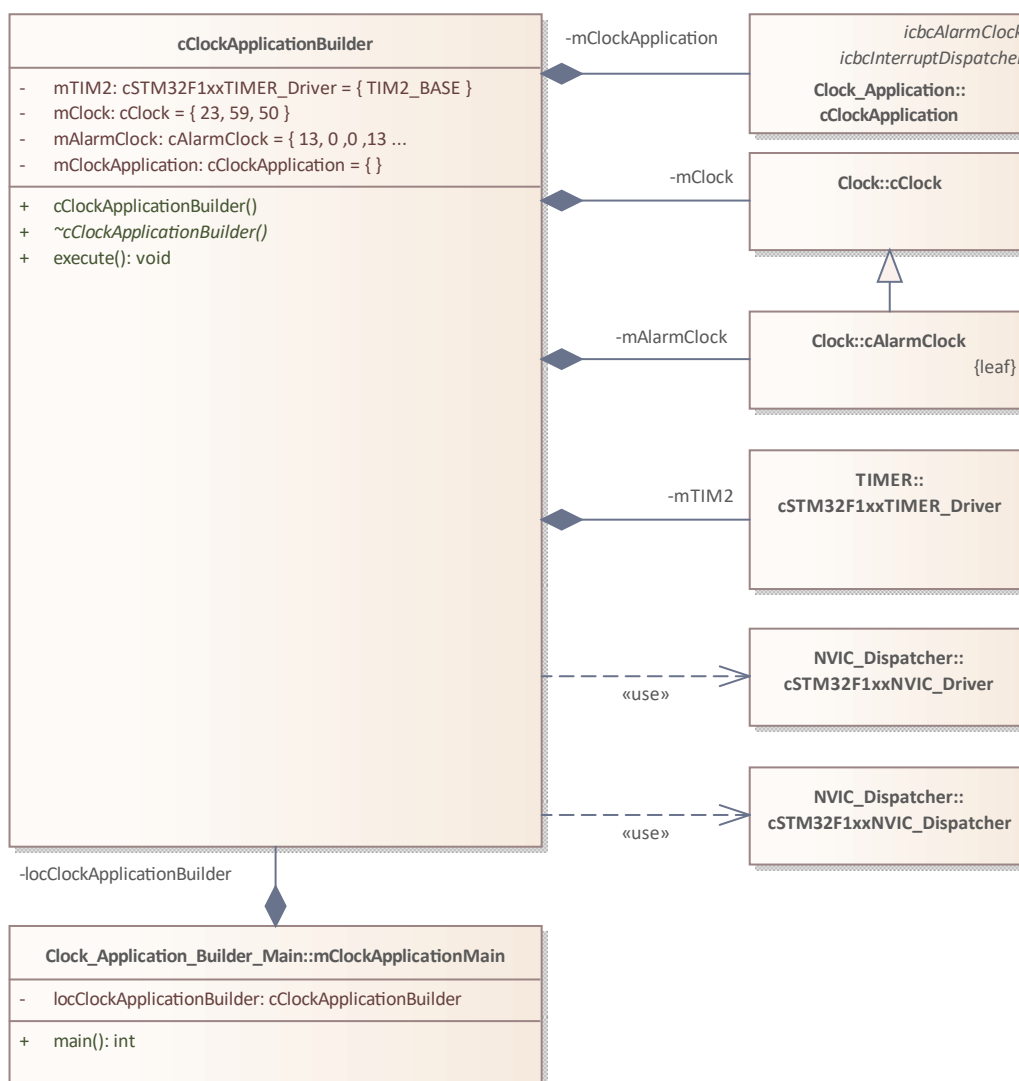 cClockApplicationBuilder
- mTIM2: cSTM32F1xxTIMER_Driver = { TIM2_BASE }
- mClock: cClock = { 23, 59, 50 }
- mAlarmClock: cAlarmClock = { 13, 0 ,0 ,13 ...
- mClockApplication: cClockApplication = { }
+ cClockApplicationBuilder()
+ ~cClockApplicationBuilder()
+ execute(): void
-mClockApplication
icbcAlarmClock
icbcInterruptDispatcher
Clock_Application::
cClockApplication
-mClock
Clock::cClock
-mAlarmClock
Clock::cAlarmClock
{leaf}
-mTIM2
TIMER::
cSTM32F1xxTIMER_Driver
«use»
NVIC_Dispatcher::
cSTM32F1xxNVIC_Driver
«use»
NVIC_Dispatcher::
cSTM32F1xxNVIC_Dispatcher
-locClockApplicationBuilder
Clock_Application_Builder_Main::mClockApplicationMain
- locClockApplicationBuilder: cClockApplicationBuilder
+ main(): int